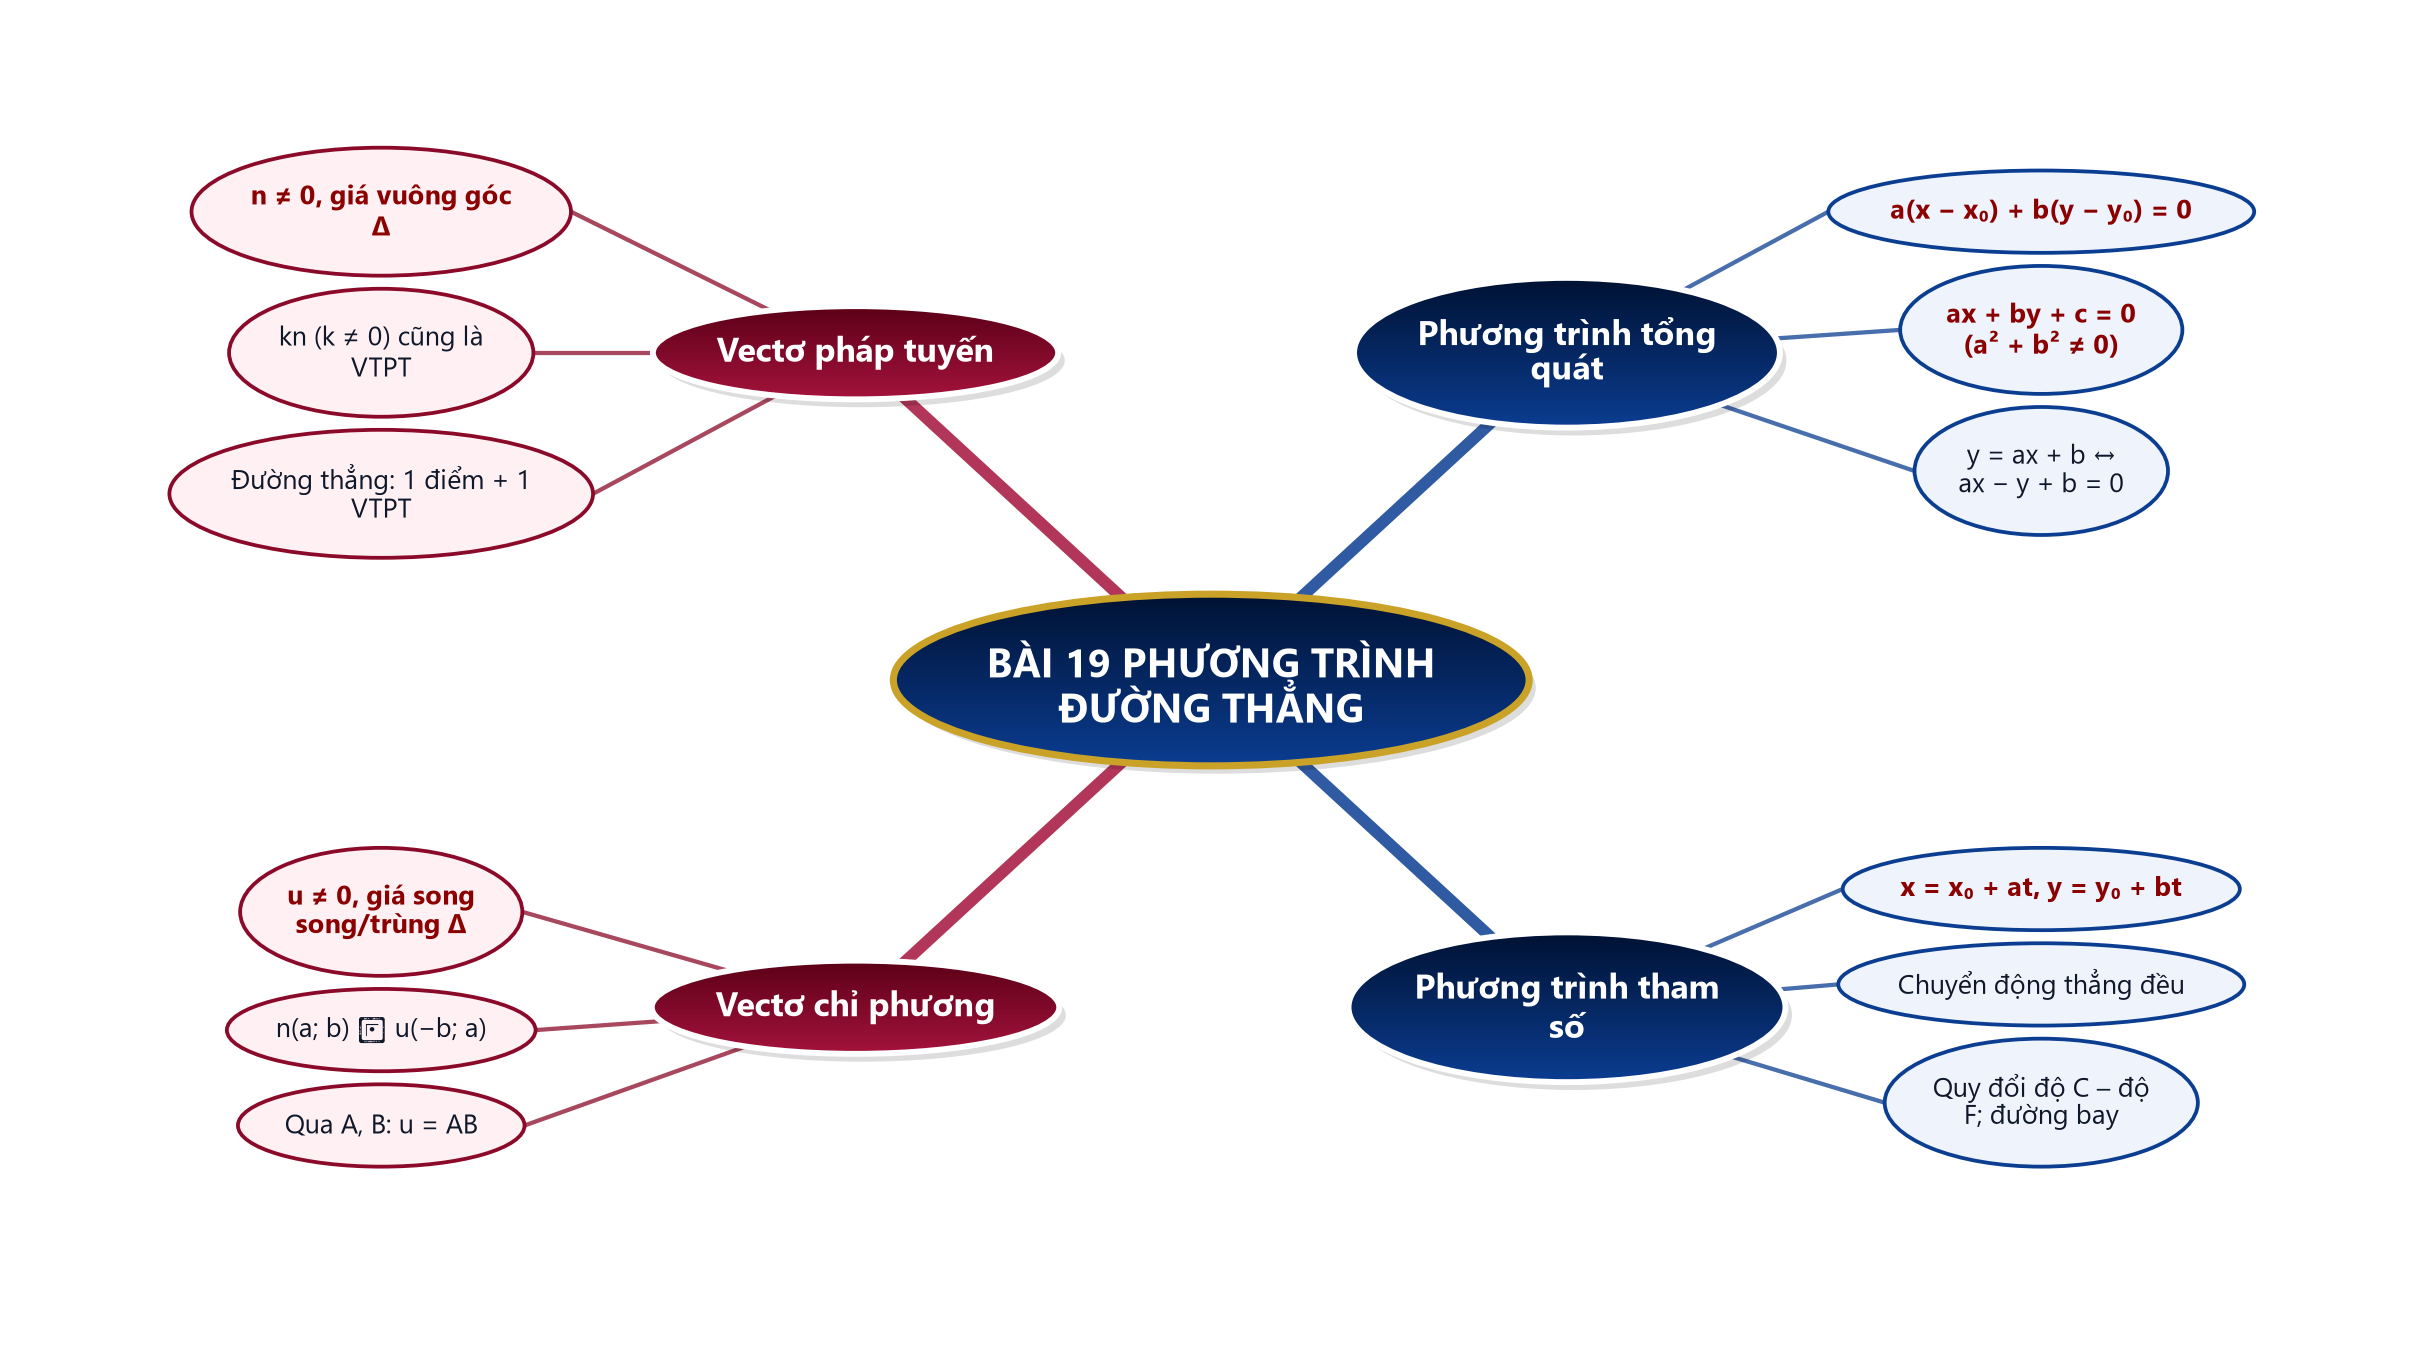 n ≠ 0, giá vuông góc
Δ
kn (k ≠ 0) cũng là
VTPT
Đường thẳng: 1 điểm + 1
VTPT
Vectơ pháp tuyến
Phương trình tổng
quát
a(x − x₀) + b(y − y₀) = 0
ax + by + c = 0
(a² + b² ≠ 0)
y = ax + b ↔
ax − y + b = 0
BÀI 19 PHƯƠNG TRÌNH
ĐƯỜNG THẲNG
u ≠ 0, giá song
song/trùng Δ
n(a; b) ⊡ u(−b; a)
Qua A, B: u = AB
Vectơ chỉ phương
Phương trình tham
số
x = x₀ + at, y = y₀ + bt
Chuyển động thẳng đều
Quy đổi độ C – độ
F; đường bay